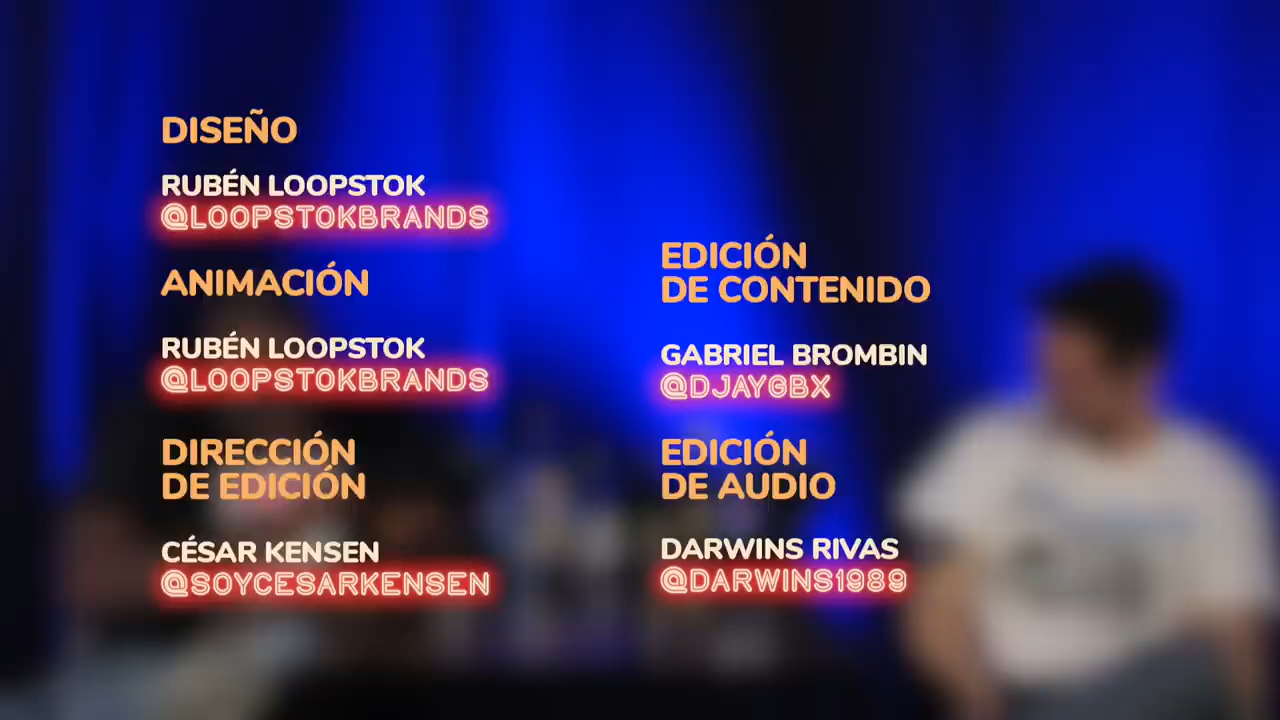 DISEÑO
RUBÉN LOOPSTOK
@LOOPSTOKBRANDS
ANIMACIÓN
RUBÉN LOOPSTOK
@LOOPSTOKBRANDS
DIRECCIÓN
DE EDICIÓN
CÉSAR KENSEN
@SOYCESARKENSEN
EDICIÓN
DE CONTENIDO
GABRIEL BROMBIN
@DJAYGBX
EDICIÓN
DE AUDIO
DARWINS RIVAS
@DARWINS1989